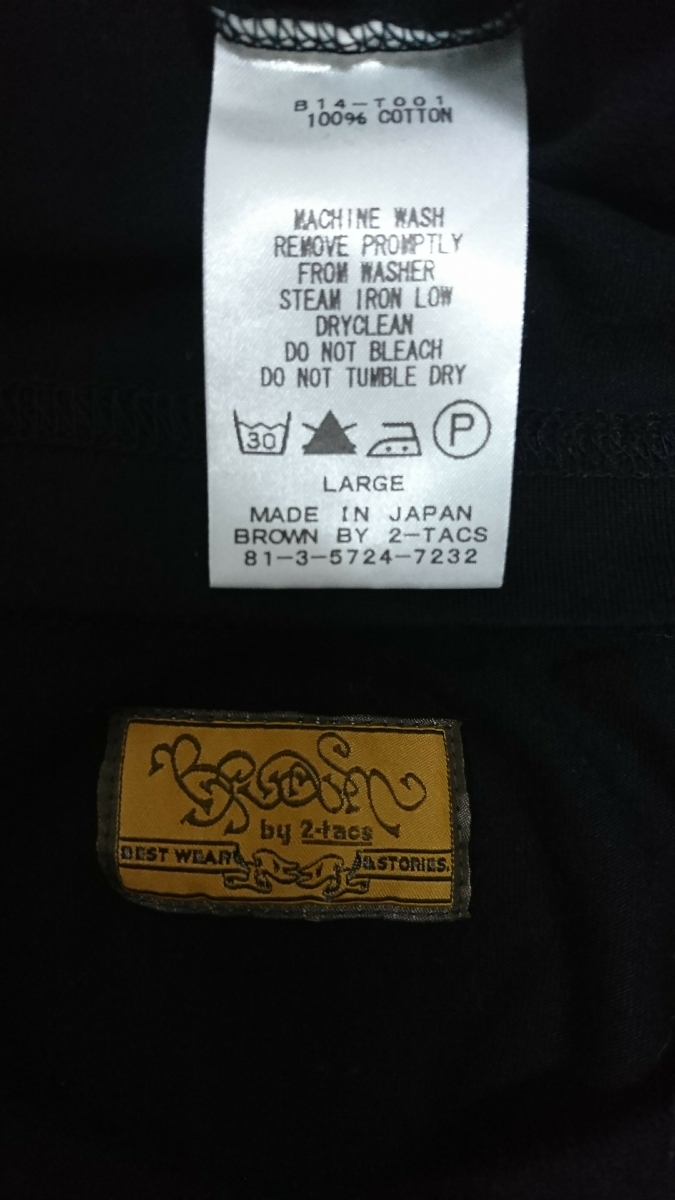 B14-T001
100% COTTON
MACHINE WASH
REMOVE PROMPTLY
FROM WASHER
STEAM IRON LOW
DRYCLEAN
DO NOT BLEACH
DO NOT TUMBLE DRY
30 P
LARGE
MADE IN JAPAN
BROWN BY 2-TACS
81-3-5724-7232
BROWN
by 2-tacs
BEST WEAR & STORIES.